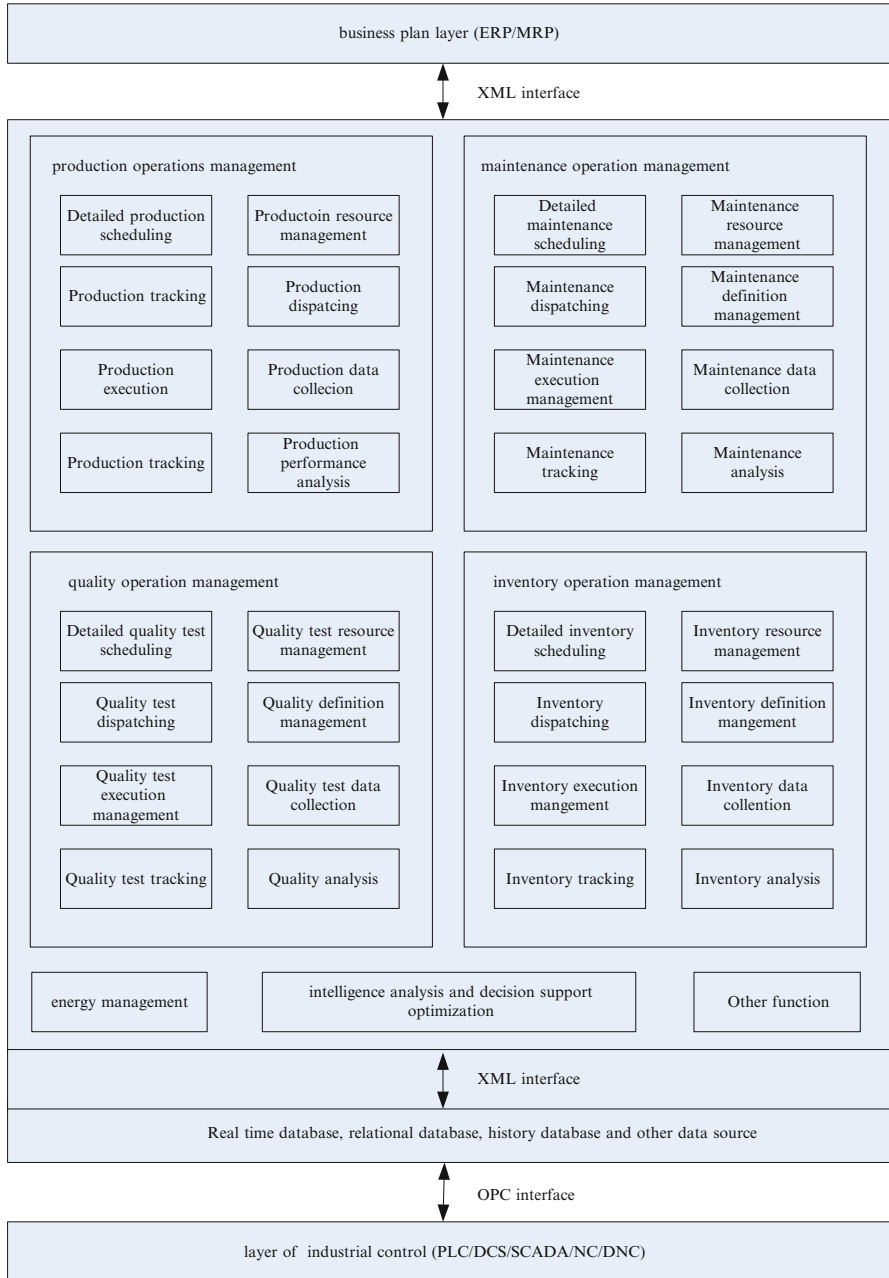 business plan layer (ERP/MRP)
XML interface
production operations management
Detailed production
scheduling
Productoin resource
management
Production tracking
Production
dispatcing
Production
execution
Production data
collecion
Production tracking
Production
performance
analysis
maintenance operation management
Detailed
maintenance
scheduling
Maintenance
resource
management
Maintenance
dispatching
Maintenance
definition
management
Maintenance
execution
management
Maintenance data
collection
Maintenance
tracking
Maintenance
analysis
quality operation management
Detailed quality test
scheduling
Quality test resource
management
Quality test
dispatching
Quality definition
management
Quality test
execution
management
Quality test data
collection
Quality test tracking
Quality analysis
inventory operation management
Detailed inventory
scheduling
Inventory resource
management
Inventory
dispatching
Inventory definition
mangement
Inventory execution
mangement
Inventory data
collention
Inventory tracking
Inventory analysis
energy management
intelligence analysis and decision support
optimization
Other function
XML interface
Real time database, relational database, history database and other data source
OPC interface
layer of industrial control (PLC/DCS/SCADA/NC/DNC)